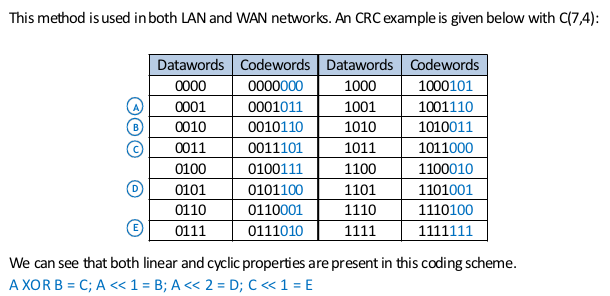 This method is used in both LAN and WAN networks. An CRC example is given below with C(7,4):
Datawords Codewords Datawords Codewords
0000 0000000 1000 1000101
A 0001 0001011 1001 1001110
B 0010 0010110 1010 1010011
C 0011 0011101 1011 1011000
0100 0100111 1100 1100010
D 0101 0101100 1101 1101001
0110 0110001 1110 1110100
E 0111 0111010 1111 1111111
We can see that both linear and cyclic properties are present in this coding scheme.
A XOR B = C; A << 1 = B; A << 2 = D; C << 1 = E